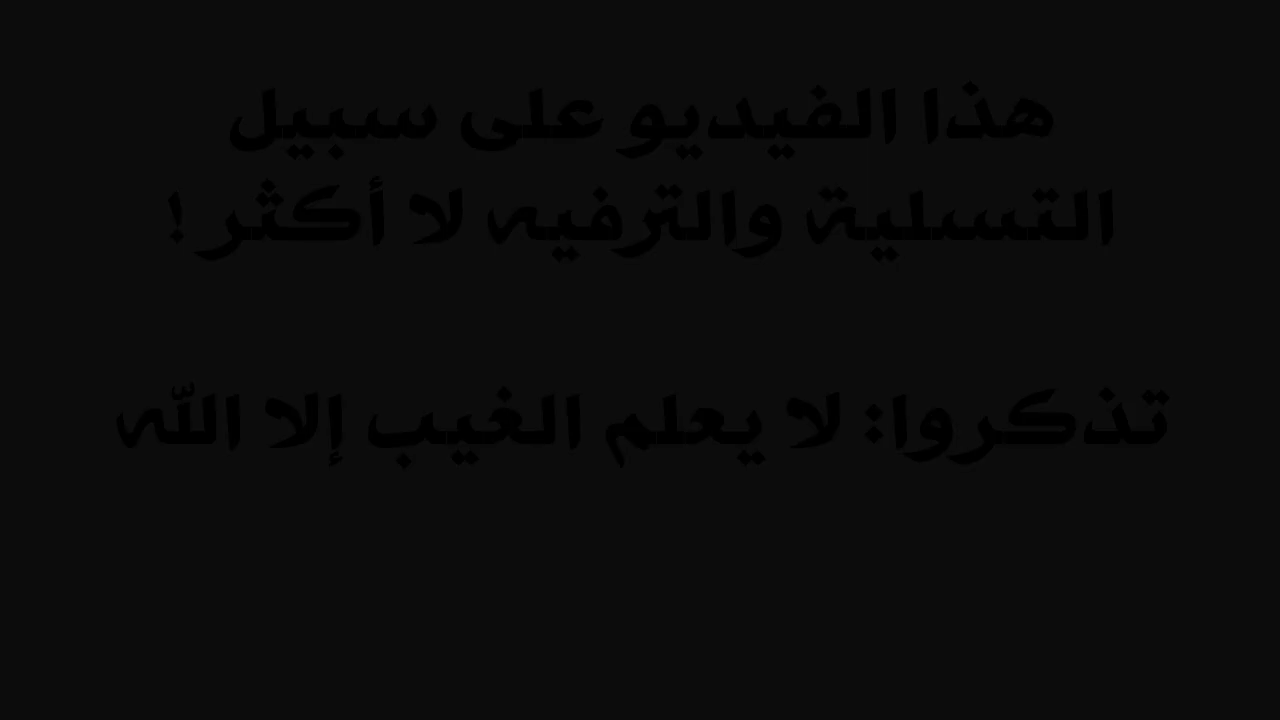 هذا الفيديو على سبيل
التسلية والترفيه لا أكثر !
تذكروا: لا يعلم الغيب إلا الله